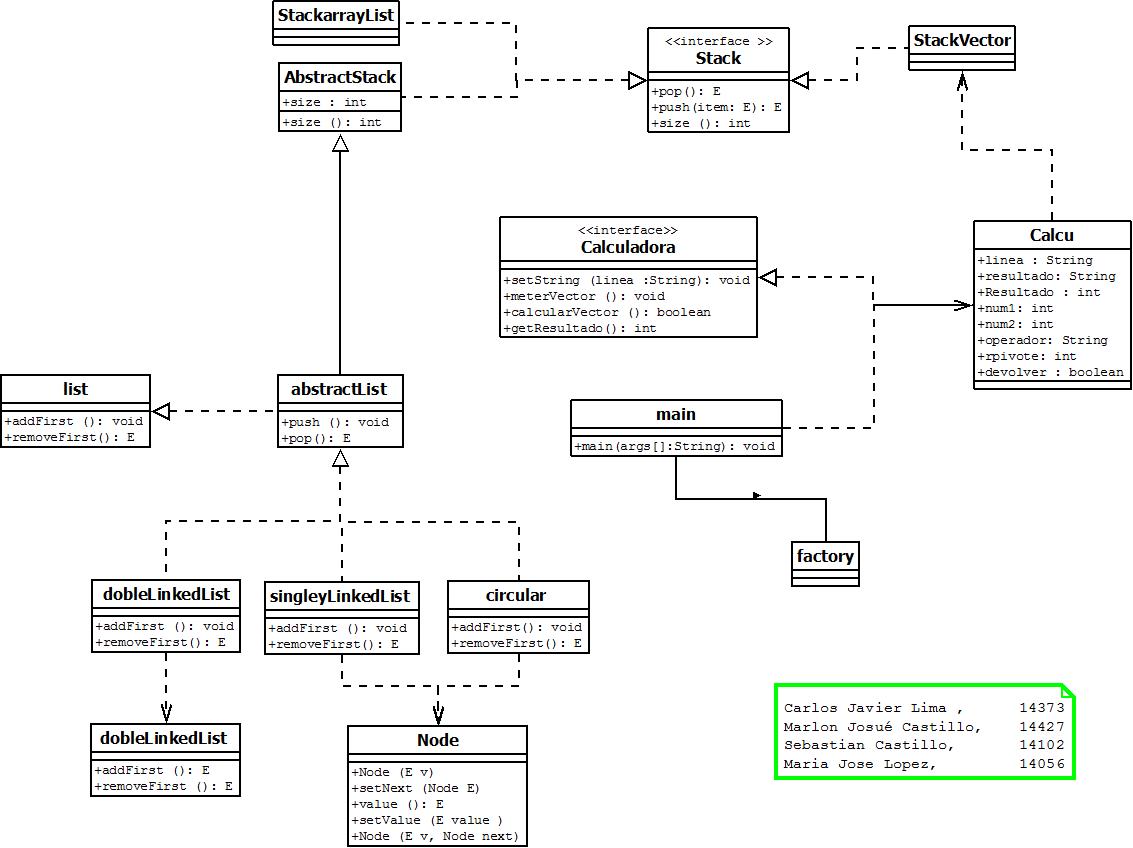 StackarrayList
AbstractStack
+size : int
+size (): int
<<interface >>
Stack
+pop(): E
+push(item: E): E
+size (): int
StackVector
<<interface>>
Calculadora
+setString (linea :String): void
+meterVector (): void
+calcularVector (): boolean
+getResultado(): int
Calcu
+linea : String
+resultado: String
+Resultado : int
+num1: int
+num2: int
+operador: String
+rpivote: int
+devolver : boolean
list
+addFirst (): void
+removeFirst(): E
abstractList
+push (): void
+pop(): E
main
+main(args[]:String): void
factory
dobleLinkedList
+addFirst (): void
+removeFirst(): E
singleyLinkedList
+addFirst (): void
+removeFirst(): E
circular
+addFirst(): void
+removeFirst(): E
dobleLinkedList
+addFirst (): E
+removeFirst (): E
Node
+Node (E v)
+setNext (Node E)
+value (): E
+setValue (E value )
+Node (E v, Node next)
Carlos Javier Lima , 14373
Marlon Josué Castillo, 14427
Sebastian Castillo, 14102
Maria Jose Lopez, 14056